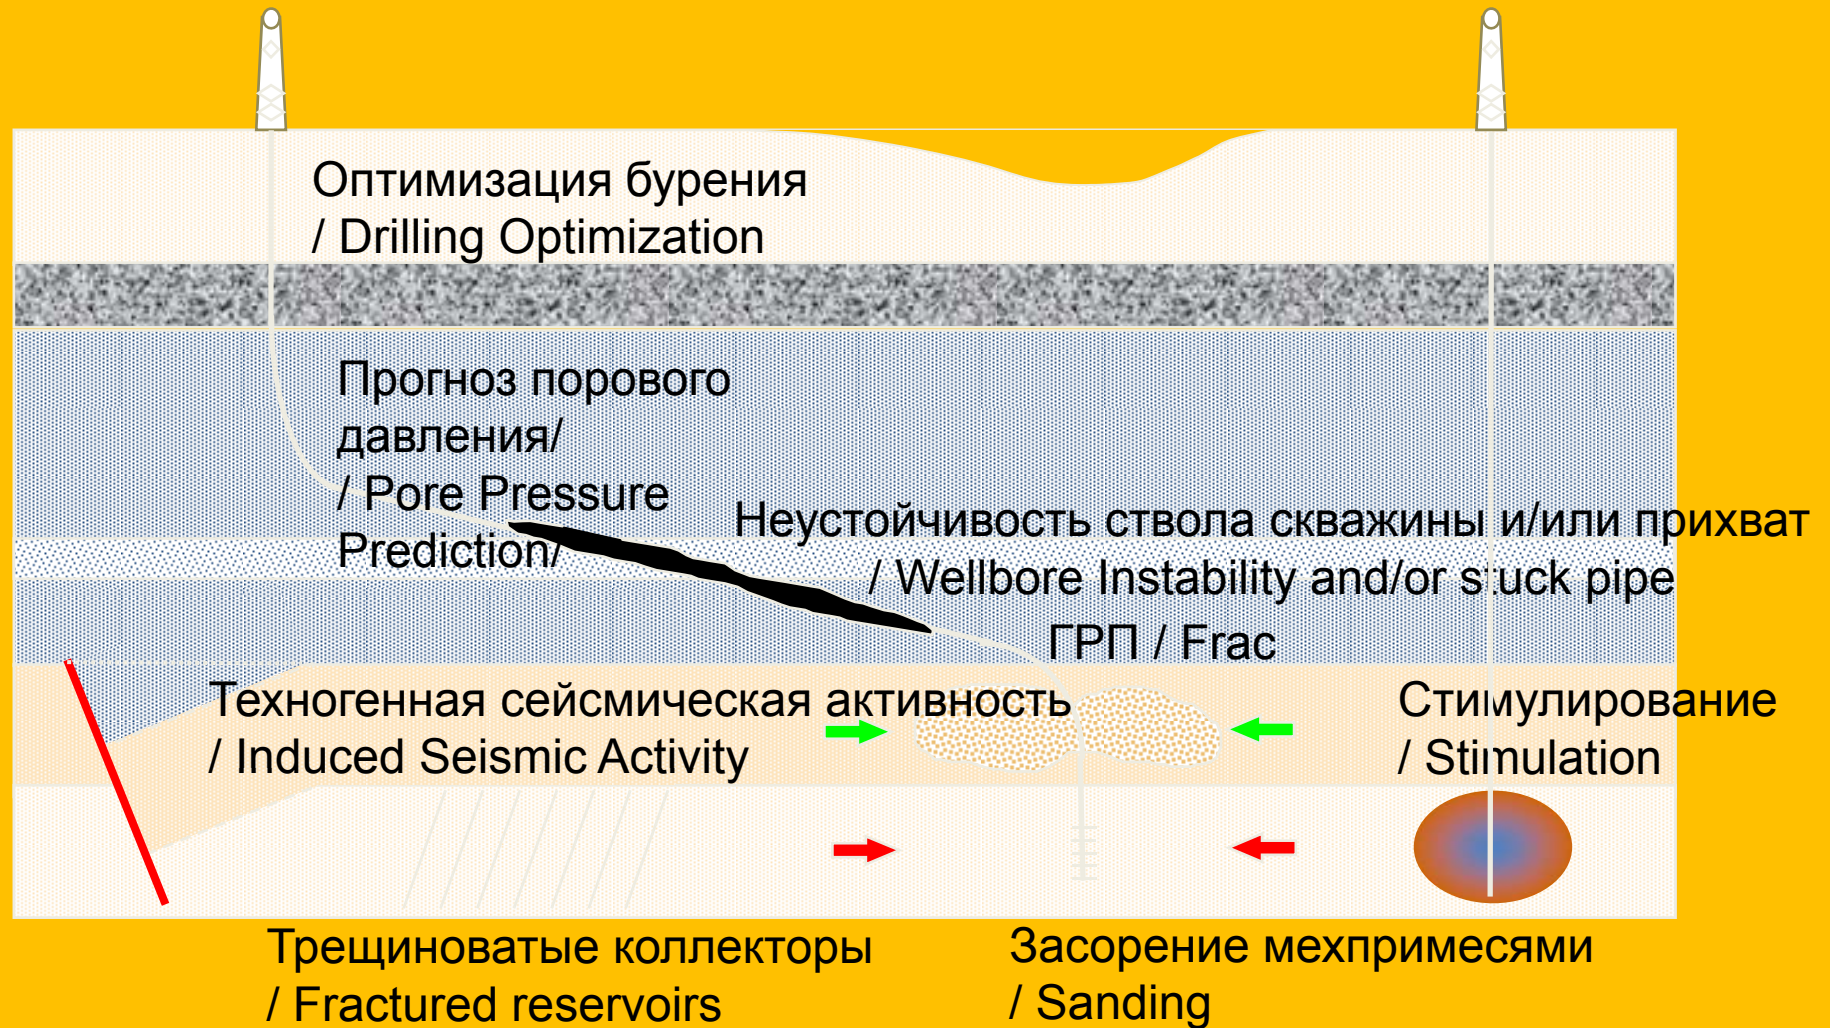 Оптимизация бурения
/ Drilling Optimization
Прогноз порового
давления/
/ Pore Pressure
Prediction/
Неустойчивость ствола скважины и/или прихват
/ Wellbore Instability and/or stuck pipe
ГРП / Frac
Техногенная сейсмическая активность
/ Induced Seismic Activity
Стимулирование
/ Stimulation
Трещиноватые коллекторы
/ Fractured reservoirs
Засорение мехпримесями
/ Sanding